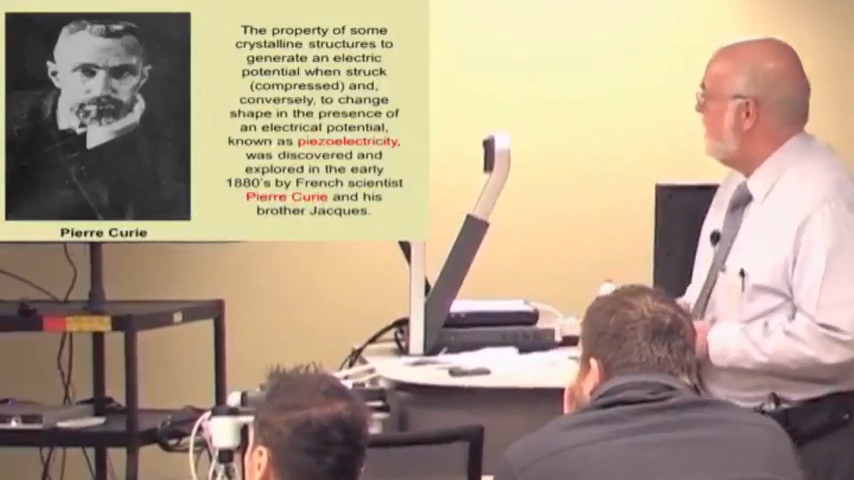 The property of some
crystalline structures to
generate an electric
potential when struck
(compressed) and,
conversely, to change
shape in the presence of
an electrical potential,
known as piezoelectricity,
was discovered and
explored in the early
1880's by French scientist
Pierre Curie and his
brother Jacques.
Pierre Curie